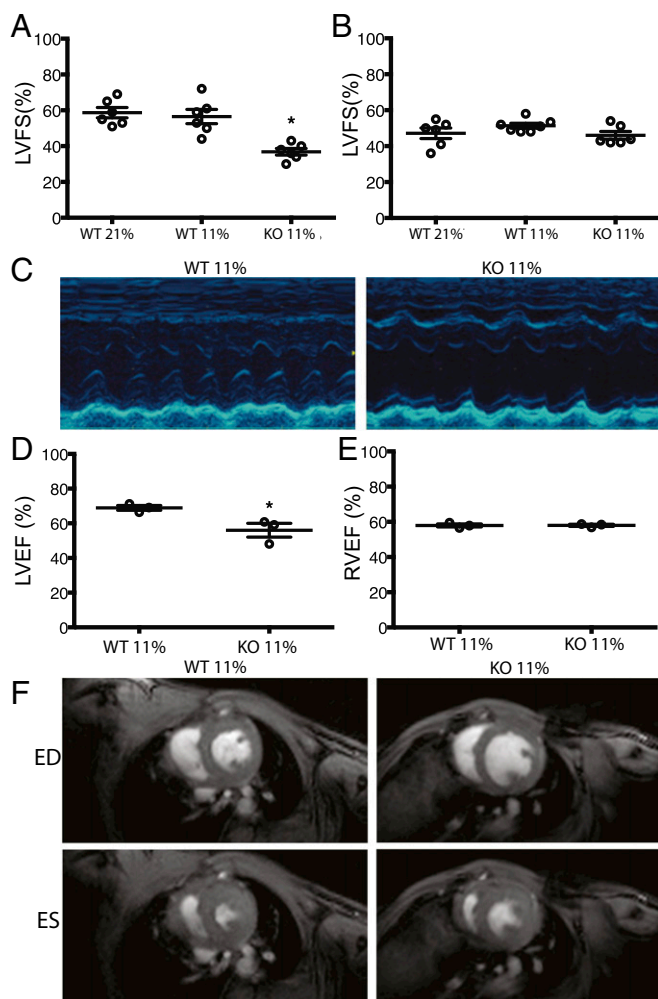 A
B
100
80
60
40
20
0
LVFS(%)
*
WT 21%
WT 11%
KO 11%
100
80
60
40
20
0
LVFS(%)
WT 21%
WT 11%
KO 11%
C
WT 11%
KO 11%
D
E
100
80
60
40
20
0
LVEF (%)
*
WT 11%
KO 11%
100
80
60
40
20
0
RVEF (%)
WT 11%
KO 11%
F
WT 11%
KO 11%
ED
ES